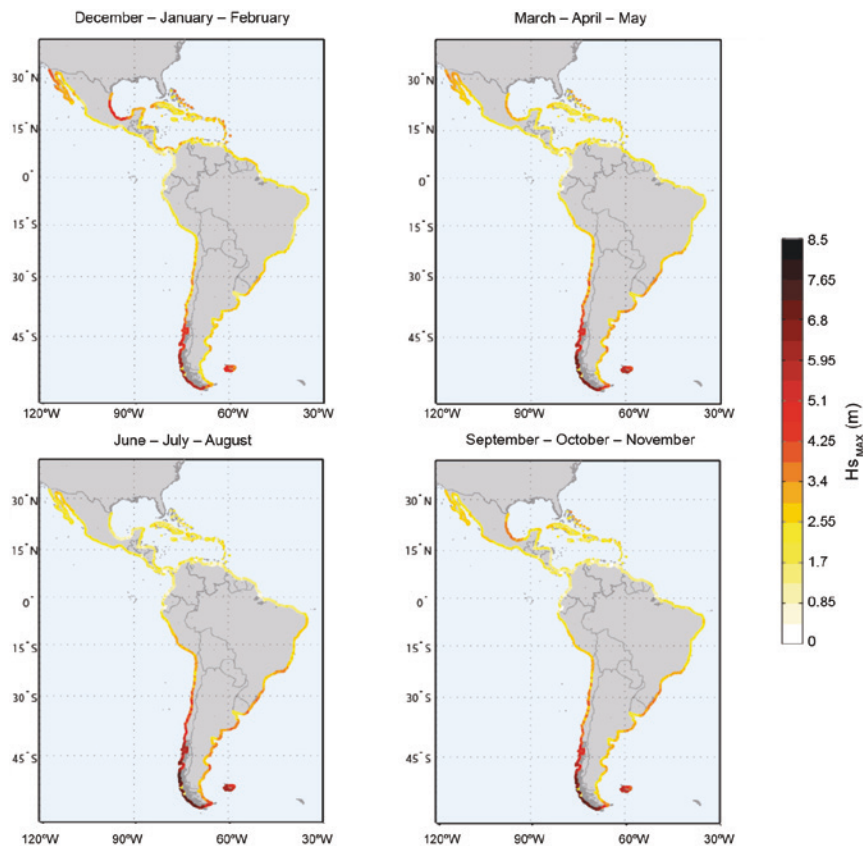 December – January – February
March – April – May
30°N
15°N
0°
15°S
30°S
45°S
120°W
90°W
60°W
30°W
30°N
15°N
0°
15°S
30°S
45°S
120°W
90°W
60°W
30°W
June – July – August
September – October – November
30°N
15°N
0°
15°S
30°S
45°S
120°W
90°W
60°W
30°W
30°N
15°N
0°
15°S
30°S
45°S
120°W
90°W
60°W
30°W
8.5
7.65
6.8
5.95
5.1
4.25
3.4
2.55
1.7
0.85
0
Hs MAX (m)